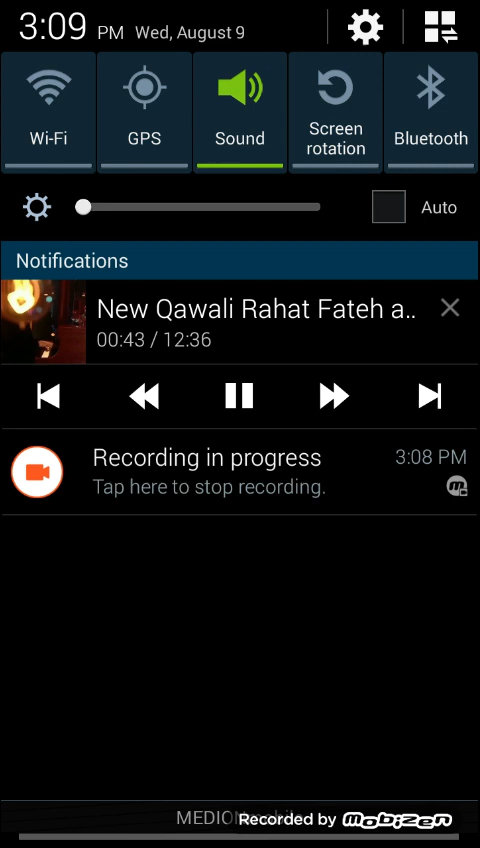 3:09 PM Wed, August 9
Wi-Fi
GPS
Sound
Screen
rotation
Bluetooth
Auto
Notifications
New Qawali Rahat Fateh a..
00:43 / 12:36
Recording in progress
3:08 PM
Tap here to stop recording.
MEDION
Recorded by Mobizen